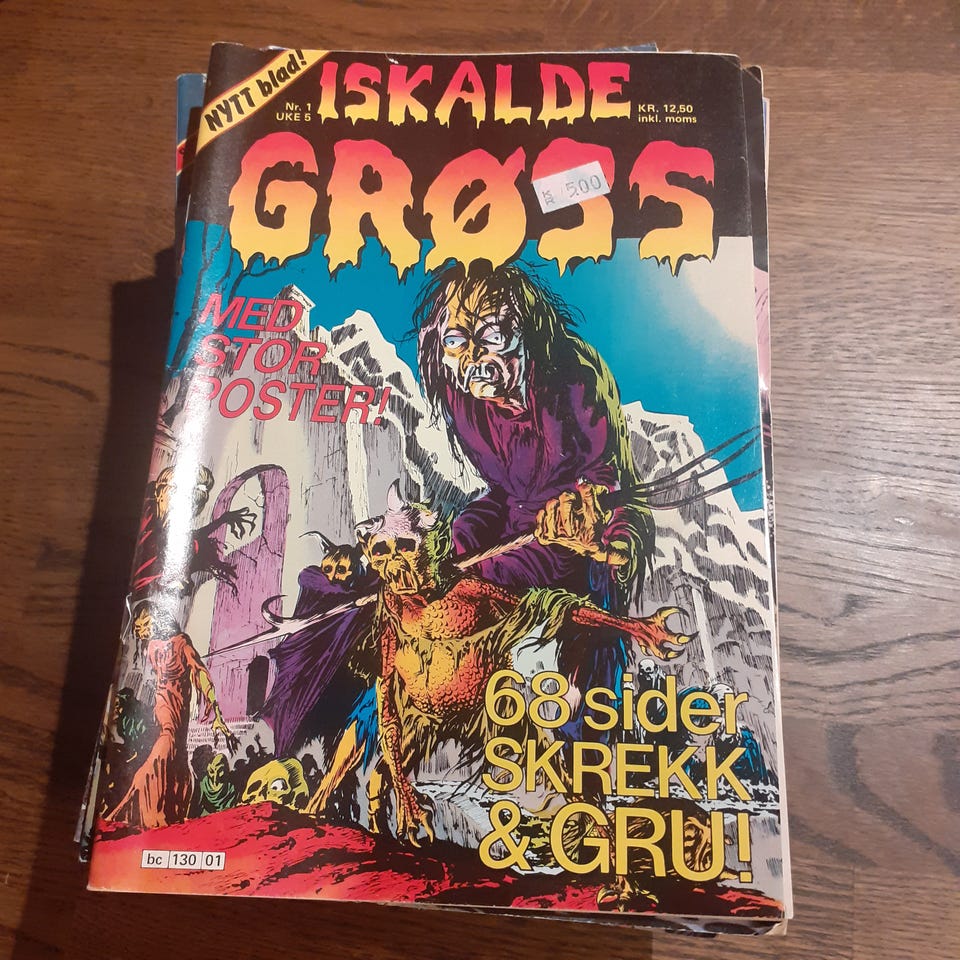 NYTT blad!
ISKALDE
Nr. 1
UKE 5
KR. 12,50
inkl. moms
GRØSS
KR 5.00
MED
STOR
POSTER!
68 sider
SKREKK
& GRU!
bc 130 01